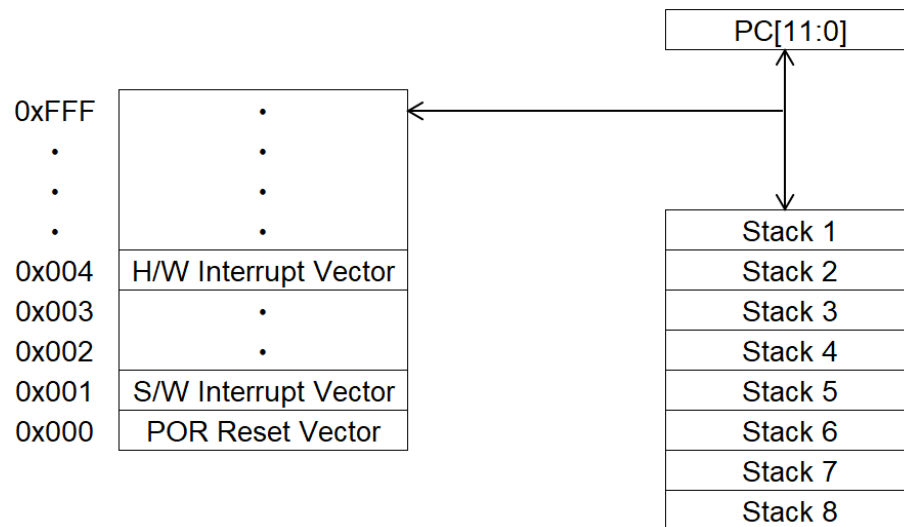 PC[11:0]
0xFFF
.
.
.
.
.
.
.
0x004 H/W Interrupt Vector
0x003 .
0x002 .
0x001 S/W Interrupt Vector
0x000 POR Reset Vector
Stack 1
Stack 2
Stack 3
Stack 4
Stack 5
Stack 6
Stack 7
Stack 8